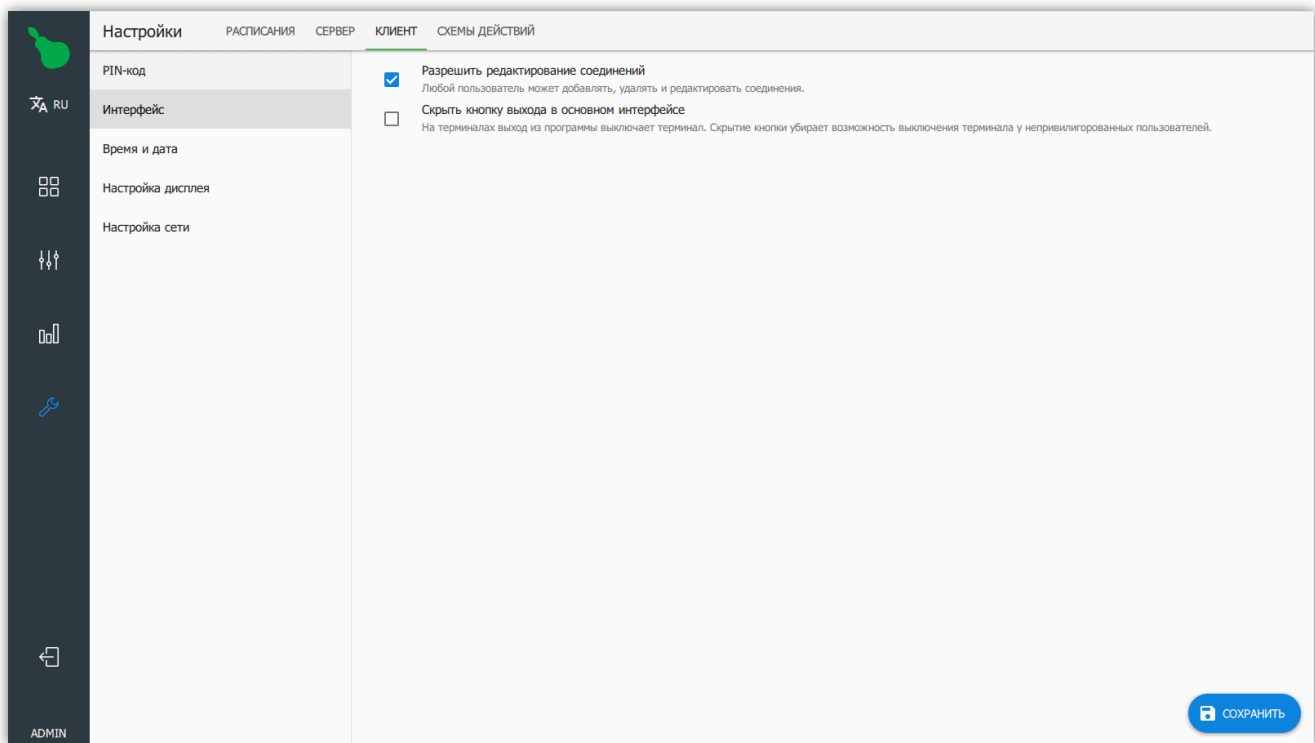 Настройки РАСПИСАНИЯ СЕРВЕР КЛИЕНТ СХЕМЫ ДЕЙСТВИЙ
RU
PIN-код
Интерфейс
Время и дата
Настройка дисплея
Настройка сети
Разрешить редактирование соединений
Любой пользователь может добавлять, удалять и редактировать соединения.
Скрыть кнопку выхода в основном интерфейсе
На терминалах выход из программы выключает терминал. Скрытие кнопки убирает возможность выключения терминала у непривилигорованных пользователей.
СОХРАНИТЬ
ADMIN